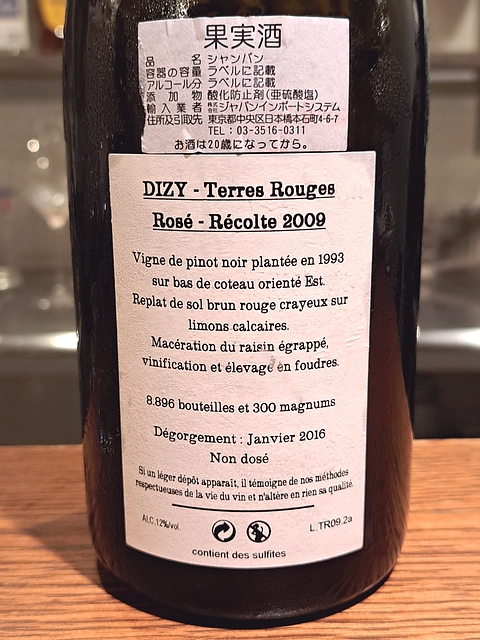 果実酒
品 名 シャンパン
容器の容量 ラベルに記載
アルコール分 ラベルに記載
添 加 物 酸化防止剤(亜硫酸塩)
輸入業者 株式会社ジャパンインポートシステム
住所及引取先 東京都中央区日本橋本石町4-6-7
TEL:03-3516-0311
お酒は20歳になってから。
DIZY - Terres Rouges
Rosé - Récolte 2009
Vigne de pinot noir plantée en 1993
sur bas de coteau orienté Est.
Replat de sol brun rouge crayeux sur
limons calcaires.
Macération du raisin égrappé,
vinification et élevage en foudres.
8.896 bouteilles et 300 magnums
Dégorgement : Janvier 2016
Non dosé
Si un léger dépôt apparaît, il témoigne de nos méthodes
respectueuses de la vie du vin et n'altère en rien sa qualité.
ALC.12%/vol.
L.TR09.2a
contient des sulfites